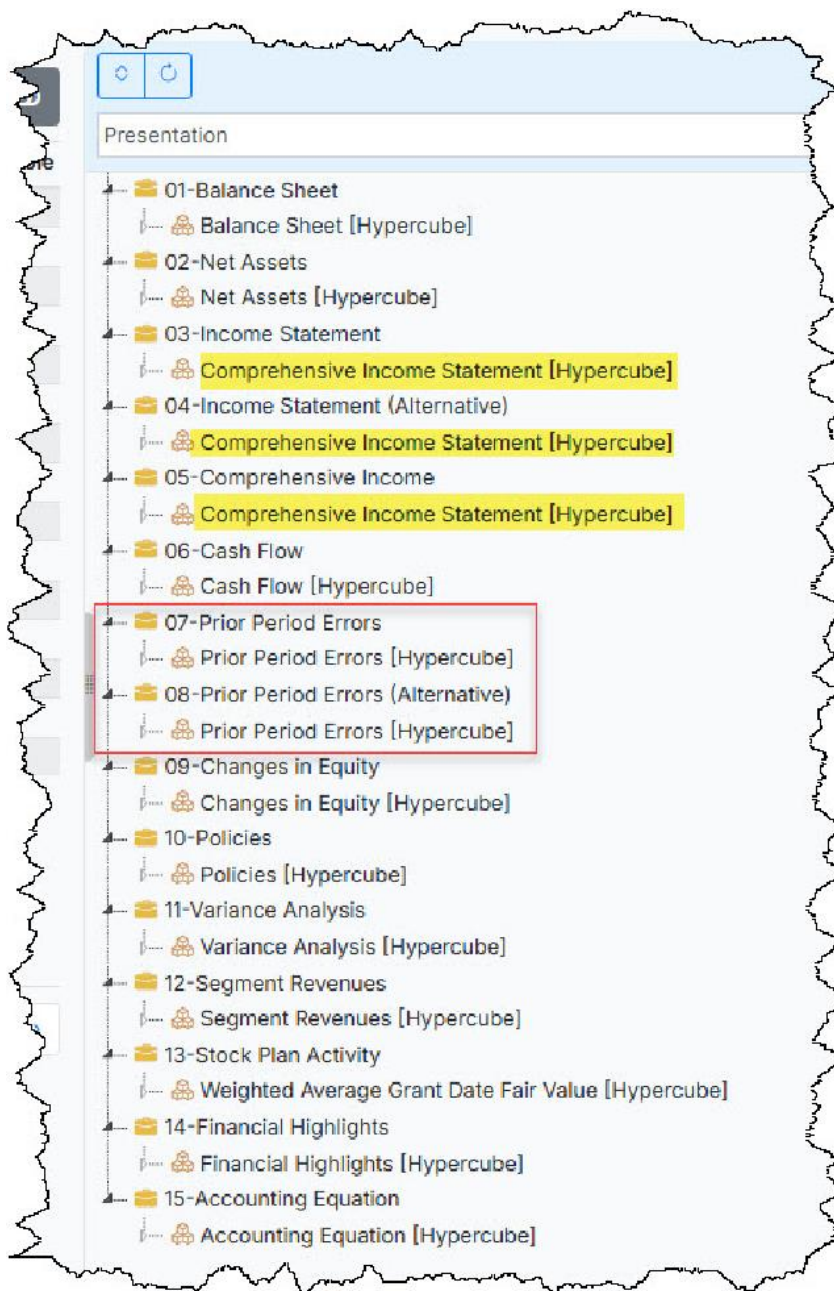 Presentation
01-Balance Sheet
Balance Sheet [Hypercube]
02-Net Assets
Net Assets [Hypercube]
03-Income Statement
Comprehensive Income Statement [Hypercube]
04-Income Statement (Alternative)
Comprehensive Income Statement [Hypercube]
05-Comprehensive Income
Comprehensive Income Statement [Hypercube]
06-Cash Flow
Cash Flow [Hypercube]
07-Prior Period Errors
Prior Period Errors [Hypercube]
08-Prior Period Errors (Alternative)
Prior Period Errors [Hypercube]
09-Changes in Equity
Changes in Equity [Hypercube]
10-Policies
Policies [Hypercube]
11-Variance Analysis
Variance Analysis [Hypercube]
12-Segment Revenues
Segment Revenues [Hypercube]
13-Stock Plan Activity
Weighted Average Grant Date Fair Value [Hypercube]
14-Financial Highlights
Financial Highlights [Hypercube]
15-Accounting Equation
Accounting Equation [Hypercube]